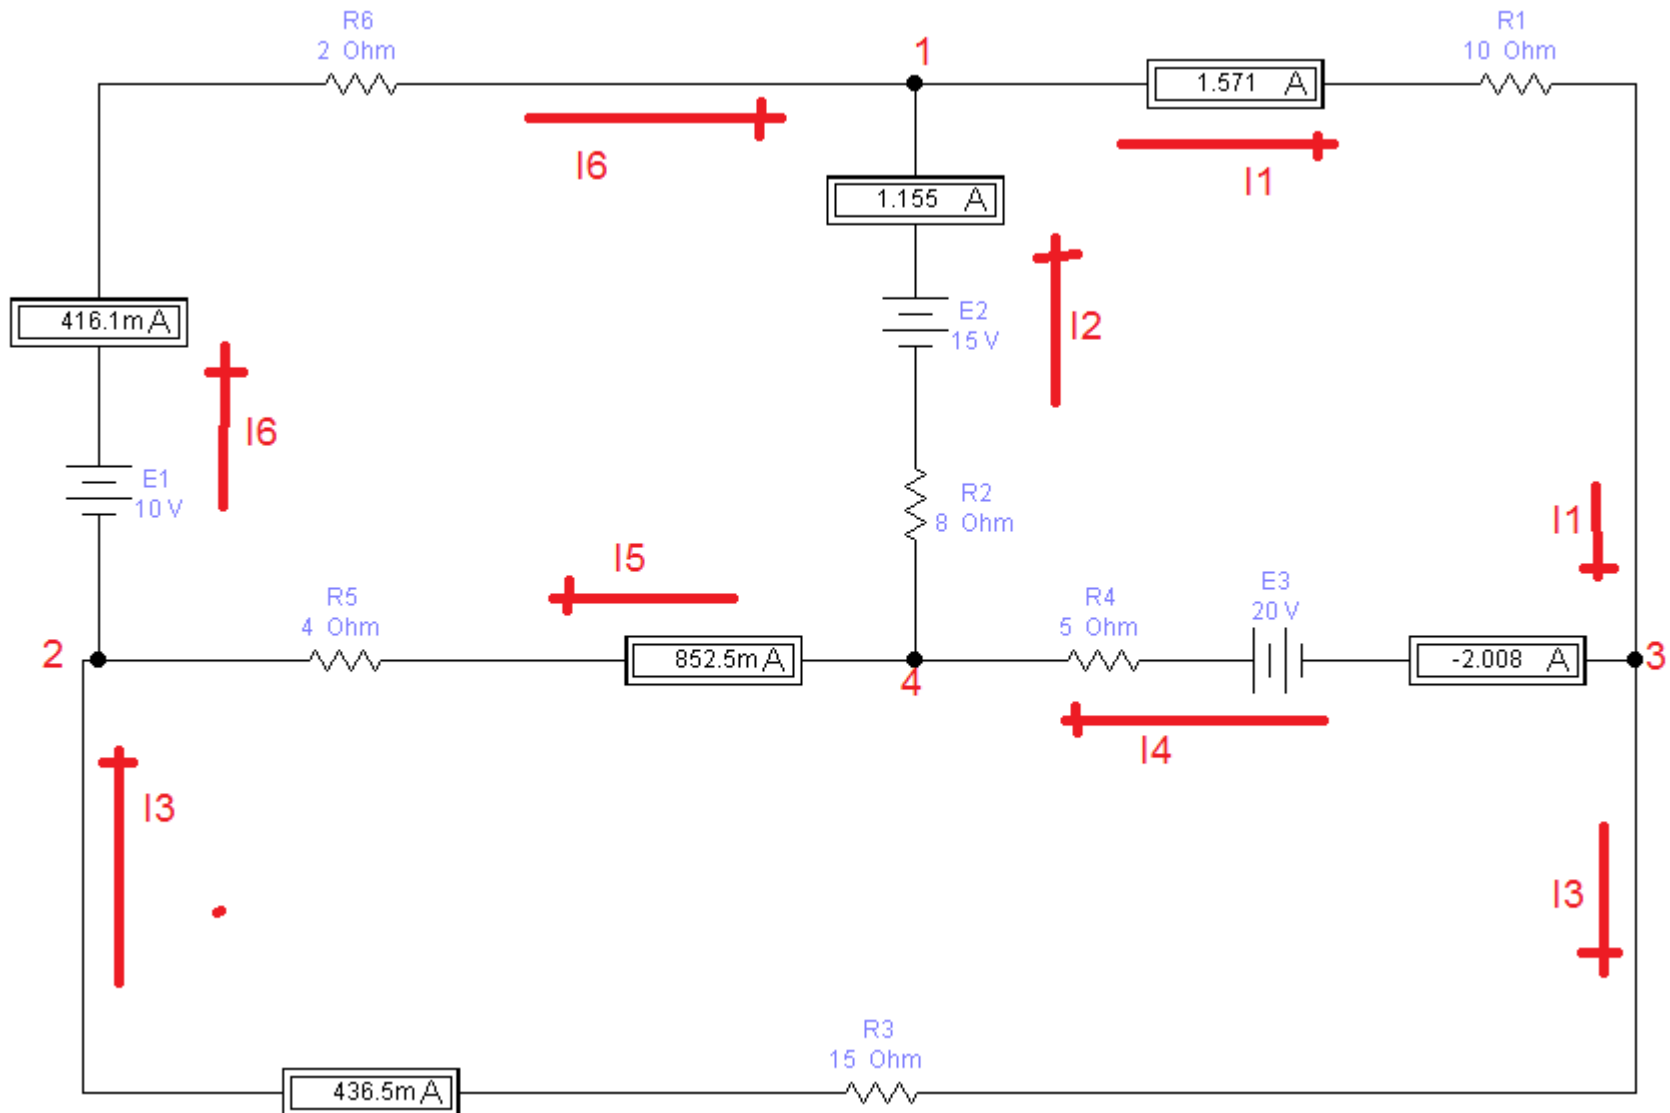 R6
2 Ohm
1
R1
10 Ohm
1.571 A
I6
I1
1.155 A
416.1m A
E2
15 V
I2
I6
E1
10 V
R2
8 Ohm
I1
I5
R5
4 Ohm
R4
5 Ohm
E3
20 V
2
852.5m A
4
-2.008 A
3
I4
I3
I3
R3
15 Ohm
436.5m A